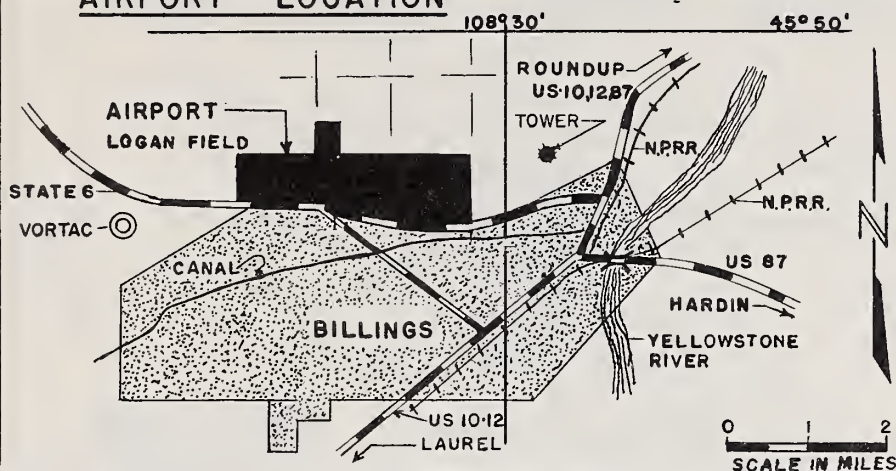 AIRPORT LOCATION
108°30' 45°50'
ROUNDUP
US·10,12,87
AIRPORT
LOGAN FIELD
TOWER
N.P.R.R.
STATE 6
N.P.R.R.
VORTAC
CANAL
US 87
HARDIN
BILLINGS
YELLOWSTONE
RIVER
US 10·12
LAUREL
N
0 1 2
SCALE IN MILES